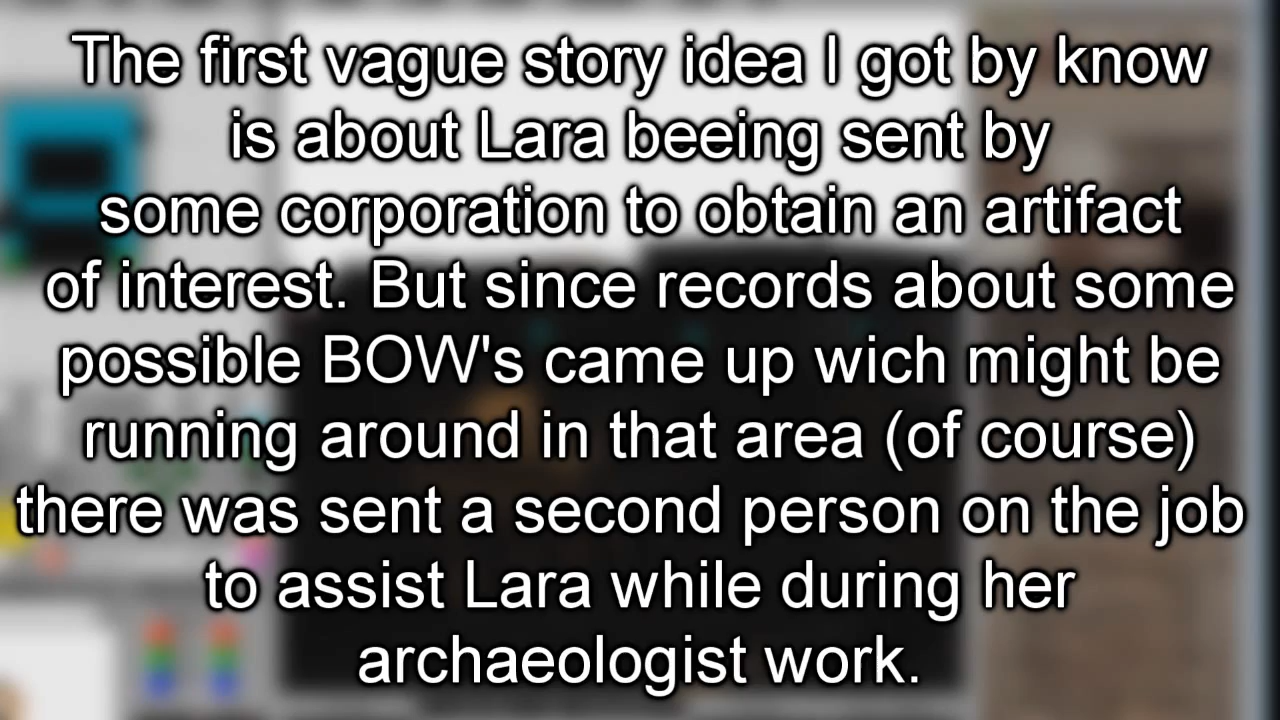 The first vague story idea I got by know
is about Lara beeing sent by
some corporation to obtain an artifact
of interest. But since records about some
possible BOW's came up wich might be
running around in that area (of course)
there was sent a second person on the job
to assist Lara while during her
archaeologist work.